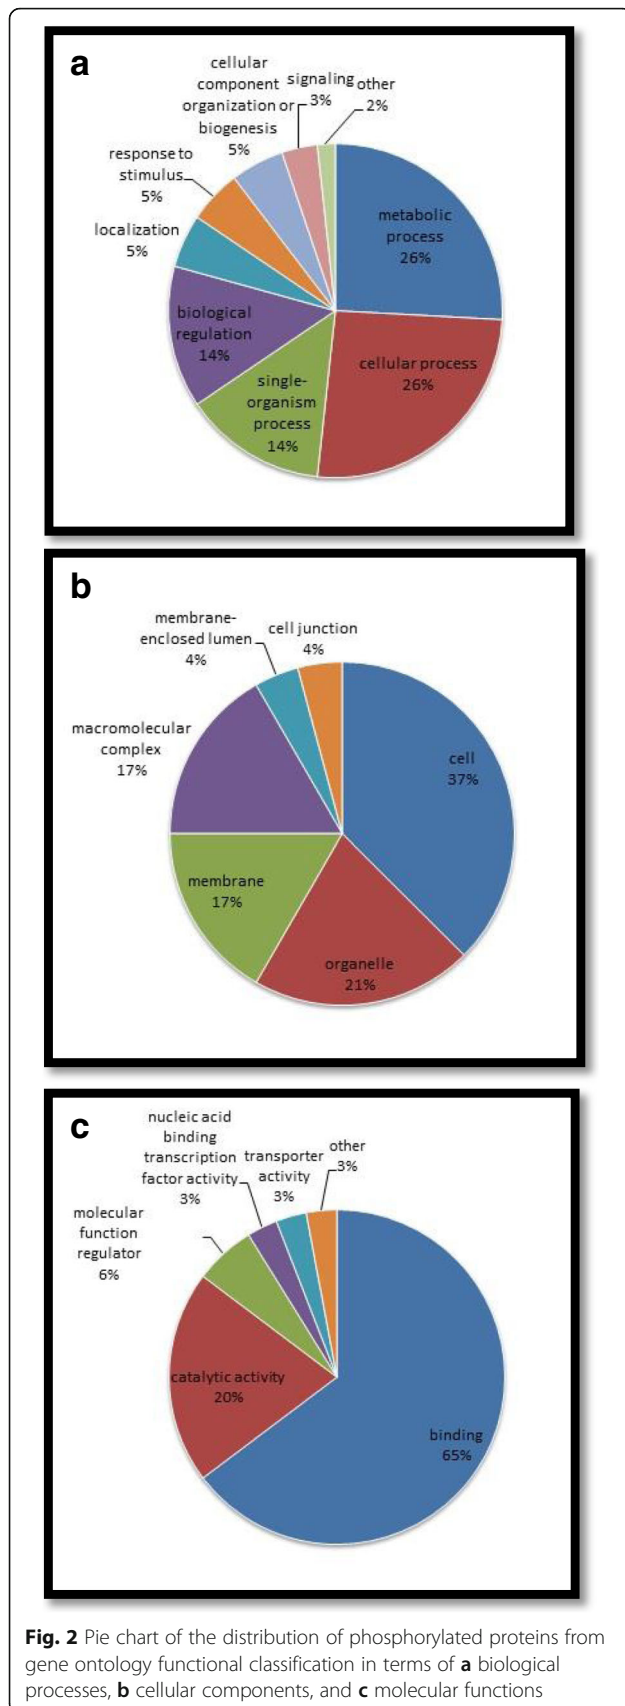 a
cellular
component
organization or
biogenesis
5%
signaling
3%
other
2%
response to
stimulus
5%
localization
5%
metabolic
process
26%
biological
regulation
14%
cellular process
26%
single-
organism
process
14%
b
membrane-
enclosed lumen
4%
cell junction
4%
macromolecular
complex
17%
cell
37%
membrane
17%
organelle
21%
c
nucleic acid
binding
transcription
factor activity
3%
transporter
activity
3%
other
3%
molecular
function
regulator
6%
catalytic activity
20%
binding
65%
Fig. 2 Pie chart of the distribution of phosphorylated proteins from
gene ontology functional classification in terms of a biological
processes, b cellular components, and c molecular functions